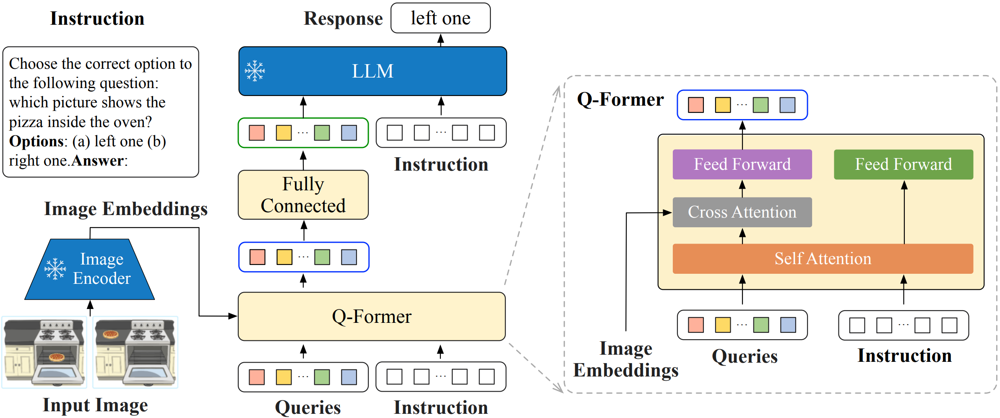 Instruction
Choose the correct option to
the following question:
which picture shows the
pizza inside the oven?
Options: (a) left one (b)
right one.Answer:
Image Embeddings
Image
Encoder
Input Image
Response
left one
LLM
...
...
Instruction
Fully
Connected
...
Q-Former
...
...
Queries
Instruction
Q-Former
...
Feed Forward
Feed Forward
Cross Attention
Self Attention
...
...
Image
Embeddings
Queries
Instruction